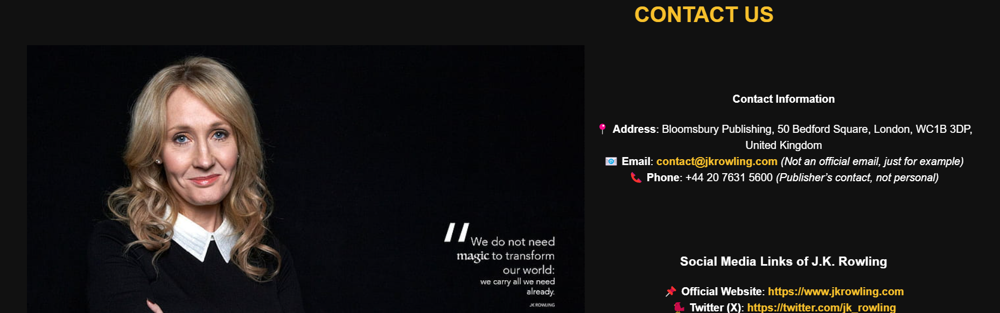 CONTACT US
"We do not need
magic to transform
our world:
we carry all we need
already.
JK ROWLING
Contact Information
📍 Address: Bloomsbury Publishing, 50 Bedford Square, London, WC1B 3DP,
United Kingdom
📧 Email: contact@jkrowling.com (Not an official email, just for example)
📞 Phone: +44 20 7631 5600 (Publisher’s contact, not personal)
Social Media Links of J.K. Rowling
📌 Official Website: https://www.jkrowling.com
🐦 Twitter (X): https://twitter.com/jk_rowling